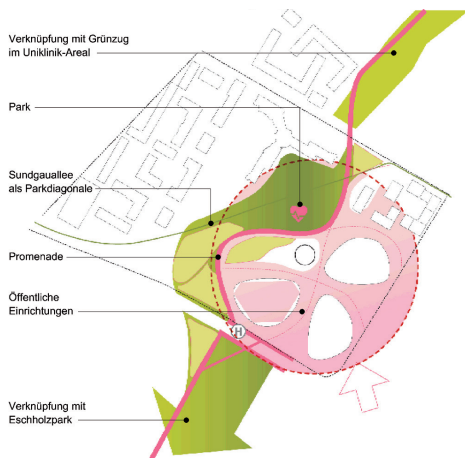 Verknüpfung mit Grünzug
im Uniklinik-Areal
Park
Sundgauallee
als Parkdiagonale
Promenade
Öffentliche
Einrichtungen
H
Verknüpfung mit
Eschholzpark